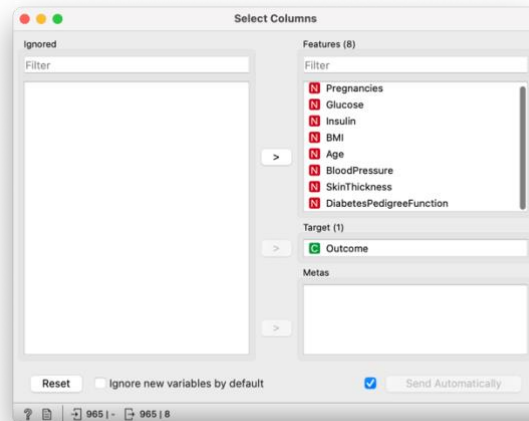 Select Columns
Ignored
Filter
Features (8)
Filter
N Pregnancies
N Glucose
N Insulin
N BMI
N Age
N BloodPressure
N SkinThickness
N DiabetesPedigreeFunction
>
Target (1)
C Outcome
>
Metas
>
Reset
Ignore new variables by default
Send Automatically
? 965 | - 965 | 8